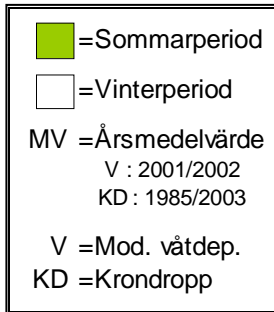 =Sommarperiod
=Vinterperiod
MV =Årsmedelvärde
V : 2001/2002
KD : 1985/2003
V =Mod. våtdep.
KD =Krondropp